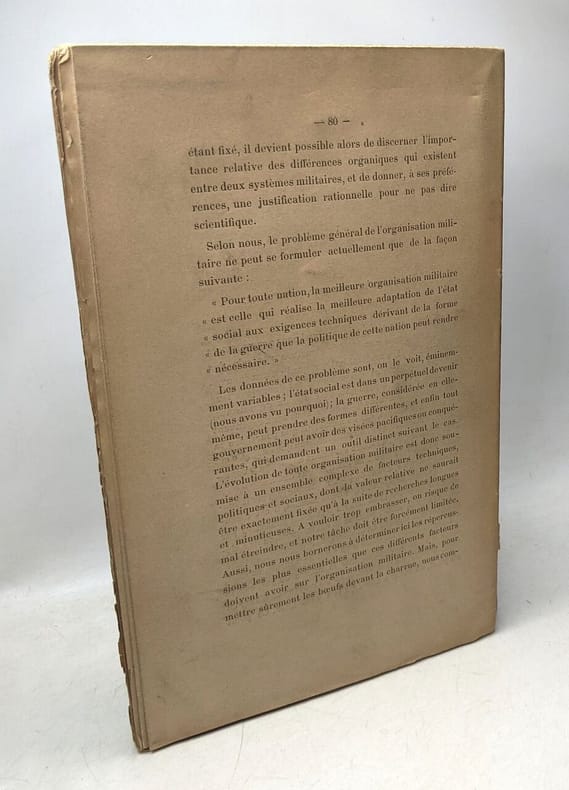 — 80 —
étant fixé, il devient possible alors de discerner l'impor-
tance relative des différences organiques qui existent
entre deux systèmes militaires, et de donner, à ses préfé-
rences, une justification rationnelle pour ne pas dire
scientifique.
Selon nous, le problème général de l'organisation mili-
taire ne peut se formuler actuellement que de la façon
suivante :
« Pour toute nation, la meilleure organisation militaire
« est celle qui réalise la meilleure adaptation de l'état
« social aux exigences techniques dérivant de la forme
« de la guerre que la politique de cette nation peut rendre
« nécessaire. »
Les données de ce problème sont, on le voit, éminem-
ment variables ; l'état social est dans un perpétuel devenir
(nous avons vu pourquoi) ; la guerre, considérée en elle-
même, peut prendre des formes différentes, et enfin tout
gouvernement peut avoir des visées pacifiques ou conqué-
rantes, qui demandent un outil distinct suivant le cas.
L'évolution de toute organisation militaire est donc sou-
mise à un ensemble complexe de facteurs techniques,
politiques et sociaux, dont la valeur relative ne saurait
être exactement fixée qu'à la suite de recherches longues
et minutieuses. A vouloir trop embrasser, on risque de
mal étreindre, et notre tâche doit être forcément limitée.
Aussi, nous nous bornerons à déterminer ici les répercus-
sions les plus essentielles que ces différents facteurs
doivent avoir sur l'organisation militaire. Mais, pour
mettre sûrement les bœufs devant la charrue, nous com-